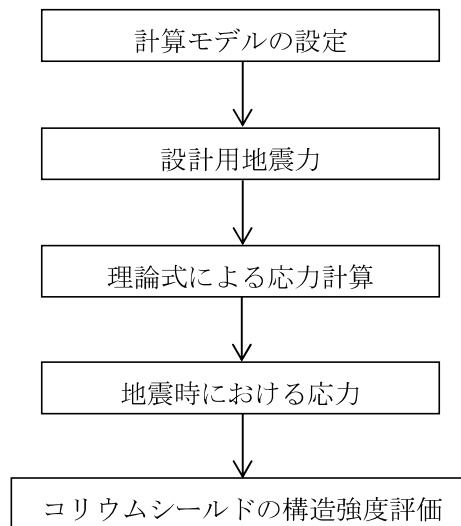 計算モデルの設定
設計用地震力
理論式による応力計算
地震時における応力
コリウムシールドの構造強度評価